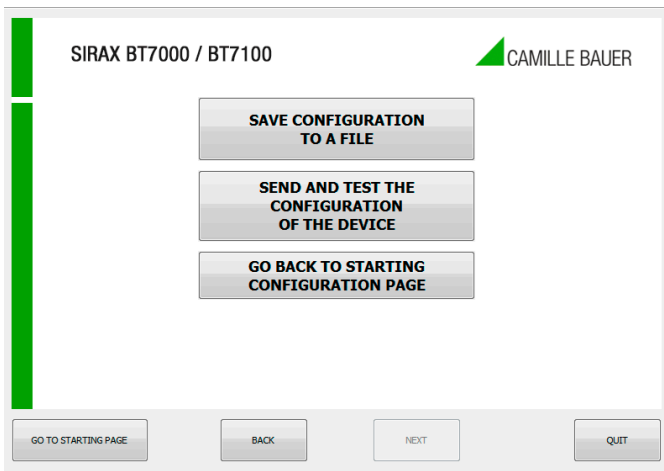 SIRAX BT7000 / BT7100
CAMILLE BAUER
SAVE CONFIGURATION
TO A FILE
SEND AND TEST THE
CONFIGURATION
OF THE DEVICE
GO BACK TO STARTING
CONFIGURATION PAGE
GO TO STARTING PAGE
BACK
NEXT
QUIT